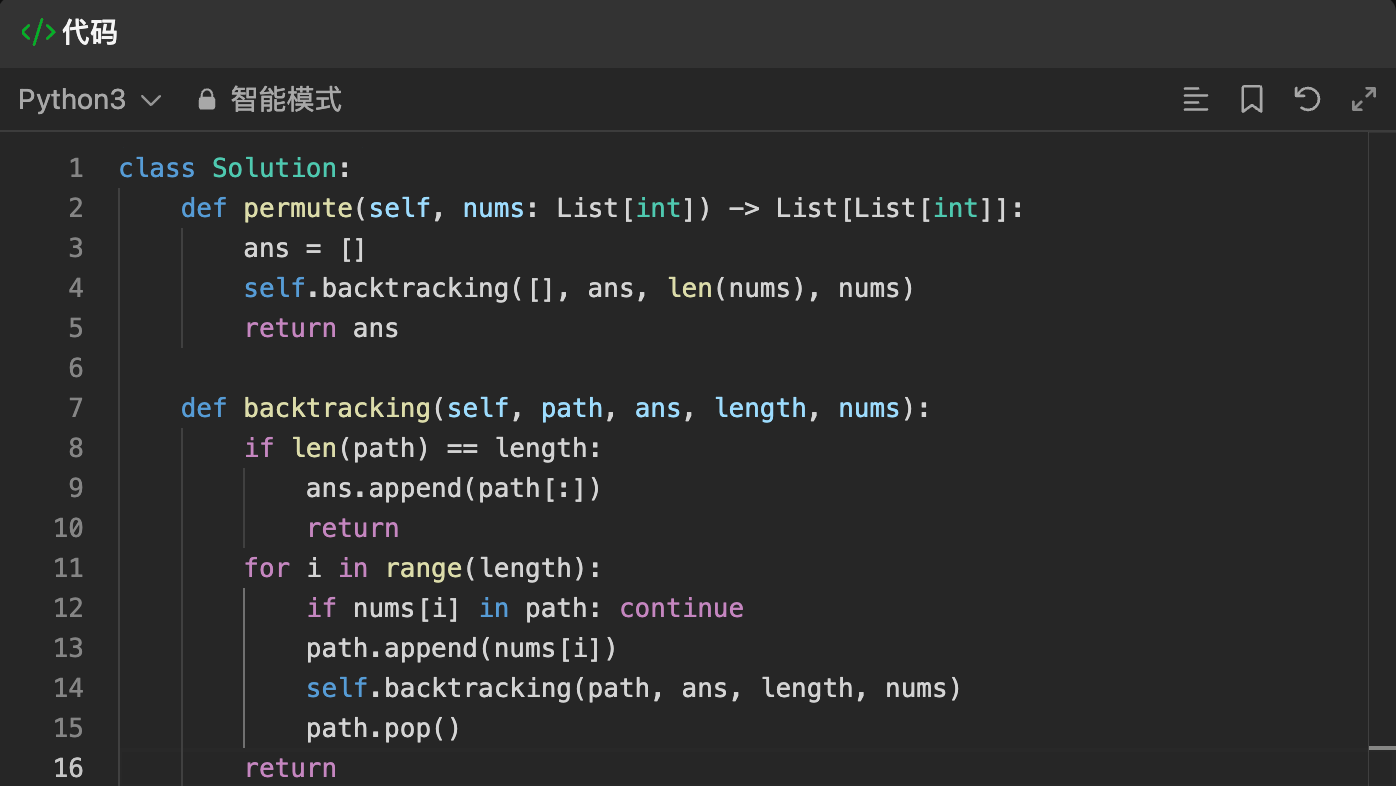 </> 代码
Python3 智能模式
1 class Solution:
2     def permute(self, nums: List[int]) -> List[List[int]]:
3         ans = []
4         self.backtracking([], ans, len(nums), nums)
5         return ans
6
7     def backtracking(self, path, ans, length, nums):
8         if len(path) == length:
9             ans.append(path[:])
10             return
11         for i in range(length):
12             if nums[i] in path: continue
13             path.append(nums[i])
14             self.backtracking(path, ans, length, nums)
15             path.pop()
16         return